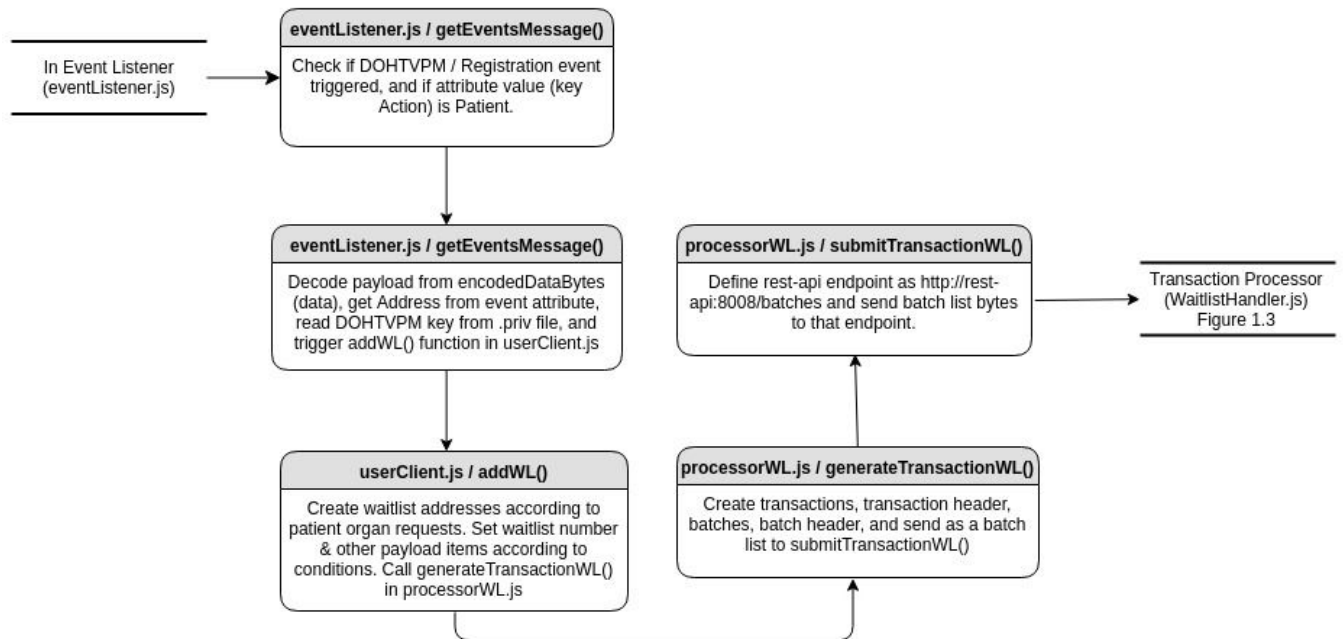 In Event Listener
(eventListener.js)
eventListener.js / getEventsMessage()
Check if DOHTVPM / Registration event
triggered, and if attribute value (key
Action) is Patient.
eventListener.js / getEventsMessage()
Decode payload from encodedDataBytes
(data), get Address from event attribute,
read DOHTVPM key from .priv file, and
trigger addWL() function in userClient.js
userClient.js / addWL()
Create waitlist addresses according to
patient organ requests. Set waitlist number
& other payload items according to
conditions. Call generateTransactionWL()
in processorWL.js
processorWL.js / generateTransactionWL()
Create transactions, transaction header,
batches, batch header, and send as a batch
list to submitTransactionWL()
processorWL.js / submitTransactionWL()
Define rest-api endpoint as http://rest-
api:8008/batches and send batch list bytes
to that endpoint.
Transaction Processor
(WaitlistHandler.js)
Figure 1.3